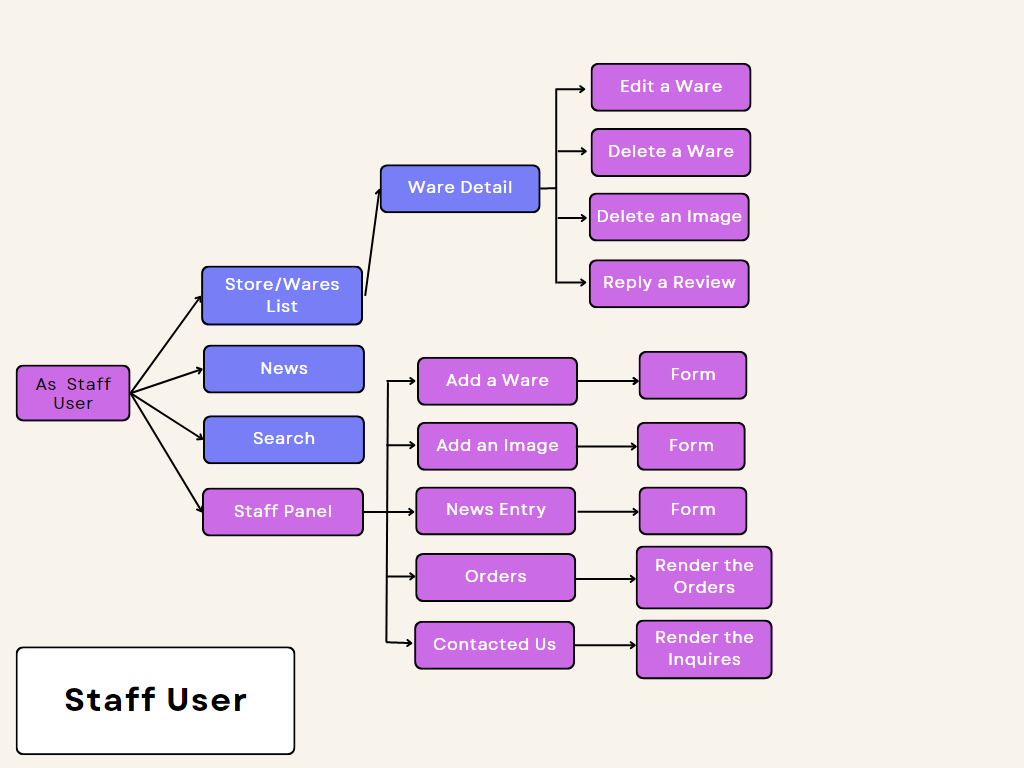 Edit a Ware
Delete a Ware
Ware Detail
Delete an Image
Reply a Review
Store/Wares
List
News
As Staff
User
Search
Staff Panel
Add a Ware
Form
Add an Image
Form
News Entry
Form
Orders
Render the
Orders
Contacted Us
Render the
Inquires
Staff User